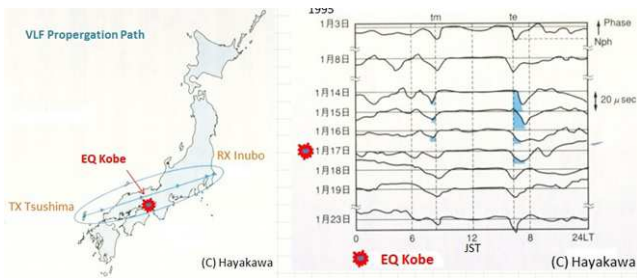 VLF Propergation Path
RX Inubo
EQ Kobe
TX Tsushima
(C) Hayakawa
1995
tm
te
Phase
Nph
20 μsec
1月3日
1月8日
1月14日
1月15日
1月16日
1月17日
1月18日
1月19日
1月23日
0 6 12 8 24LT
JST
EQ Kobe
(C) Hayakawa